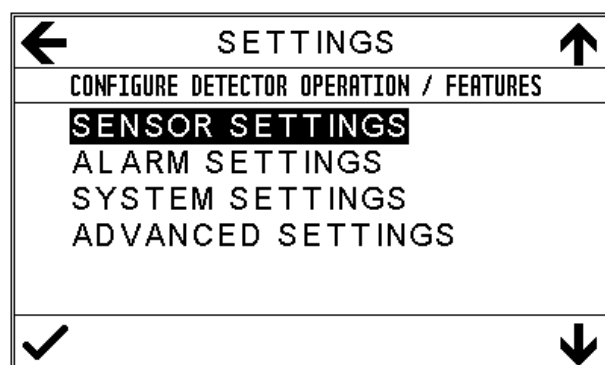 SETTINGS
CONFIGURE DETECTOR OPERATION / FEATURES
SENSOR SETTINGS
ALARM SETTINGS
SYSTEM SETTINGS
ADVANCED SETTINGS